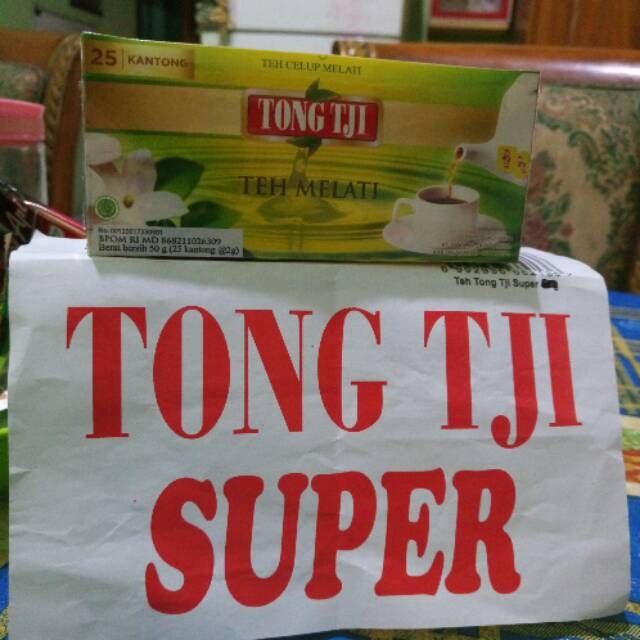 25 | KANTONG
TEH CELUP MELATI
TONG TJI
TEH MELATI
BPOM RI MD 868211026309
Berat bersih 50 g (25 kantong @2g)
Teh Tong Tji Super
TONG TJI
SUPER